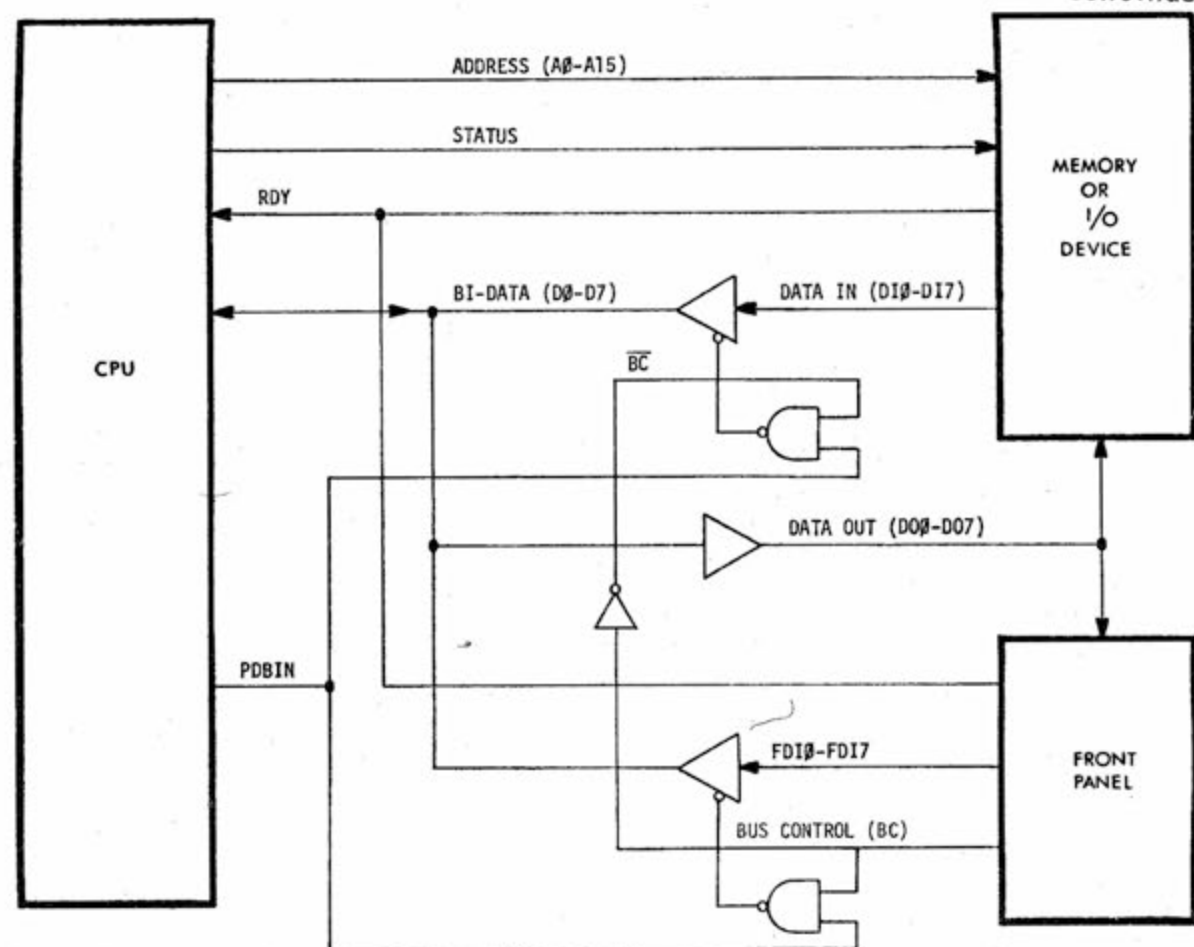 ADDRESS (AØ-A15)
STATUS
MEMORY
OR
I/O
DEVICE
RDY
BI-DATA (DØ-D7)
DATA IN (DIØ-DI7)
CPU
BC
DATA OUT (DOØ-DO7)
PDBIN
FDIØ-FDI7
FRONT
PANEL
BUS CONTROL (BC)